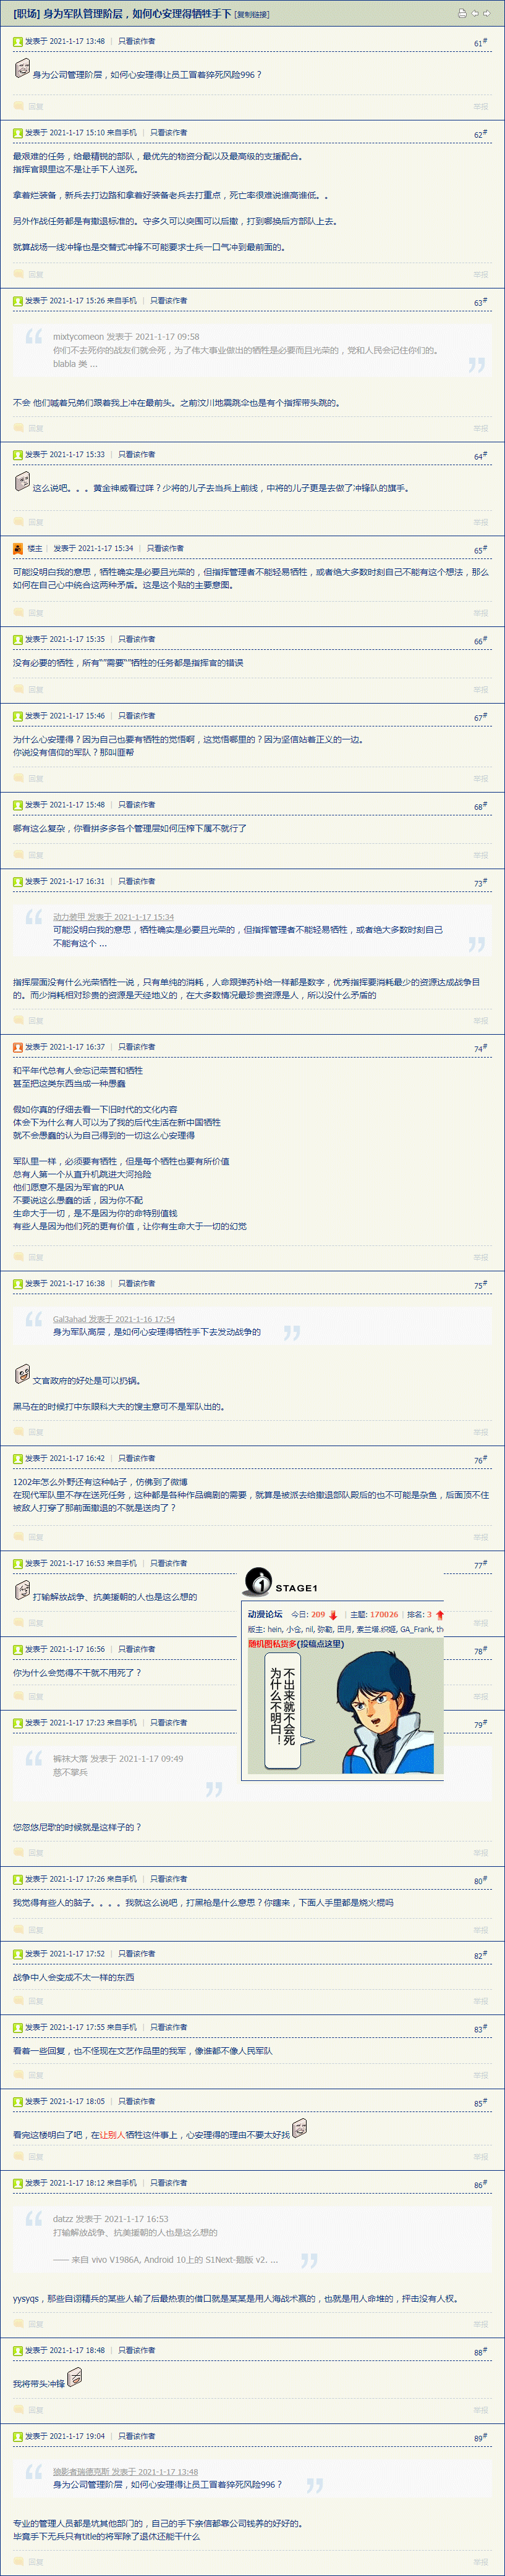 [职场] 身为军队管理阶层，如何心安理得牺牲手下 [复制链接]
发表于 2021-1-17 13:48 | 只看该作者
61#
身为公司管理阶层，如何心安理得让员工冒着猝死风险996？
回复
举报
发表于 2021-1-17 15:10 来自手机 | 只看该作者
62#
最艰难的任务，给最精锐的部队，最优先的物资分配以及最高级的支援配合。
指挥官眼里这不是让手下人送死。
拿着烂装备，新兵去打边路和拿着好装备老兵去打重点，死亡率很难说谁高谁低。。
另外作战任务都是有撤退标准的。守多久可以突围可以后撤，打到哪换后方部队上去。
就算战场一线冲锋也是交替式冲锋不可能要求士兵一口气冲到最前面的。
回复
举报
发表于 2021-1-17 15:26 来自手机 | 只看该作者
63#
mixtycomeon 发表于 2021-1-17 09:58
你们不去死你的战友们就会死，为了伟大事业做出的牺牲是必要而且光荣的，党和人民会记住你们的。
blabla 类 ...
不会 他们喊着兄弟们跟着我上冲在最前头。之前汶川地震跳伞也是有个指挥带头跳的。
回复
举报
发表于 2021-1-17 15:33 | 只看该作者
64#
这么说吧。。。黄金神威看过咩？少将的儿子去当兵上前线，中将的儿子更是去做了冲锋队的旗手。
回复
举报
楼主 | 发表于 2021-1-17 15:34 | 只看该作者
65#
可能没明白我的意思，牺牲确实是必要且光荣的，但指挥管理者不能轻易牺牲，或者绝大多数时刻自己不能有这个想法，那么
如何在自己心中统合这两种矛盾。这是这个贴的主要意图。
回复
举报
发表于 2021-1-17 15:35 | 只看该作者
66#
没有必要的牺牲，所有“”需要“”牺牲的任务都是指挥官的错误
回复
举报
发表于 2021-1-17 15:46 | 只看该作者
67#
为什么心安理得？因为自己也要有牺牲的觉悟啊，这觉悟哪里的？因为坚信站着正义的一边。
你说没有信仰的军队？那叫匪帮
回复
举报
发表于 2021-1-17 15:48 | 只看该作者
68#
哪有这么复杂，你看拼多多各个管理层如何压榨下属不就行了
回复
举报
发表于 2021-1-17 16:31 | 只看该作者
73#
动力装甲 发表于 2021-1-17 15:34
可能没明白我的意思，牺牲确实是必要且光荣的，但指挥管理者不能轻易牺牲，或者绝大多数时刻自己
不能有这个 ...
指挥层面没有什么光荣牺牲一说，只有单纯的消耗，人命跟弹药补给一样都是数字，优秀指挥要消耗最少的资源达成战争目
的。而少消耗相对珍贵的资源是天经地义的，在大多数情况最珍贵资源是人，所以没什么矛盾的
回复
举报
发表于 2021-1-17 16:37 | 只看该作者
74#
和平年代总有人会忘记荣誉和牺牲
甚至把这类东西当成一种愚蠢
假如你真的仔细去看一下旧时代的文化内容
体会下为什么有人可以为了我的后代生活在新中国牺牲
就不会愚蠢的认为自己得到的一切这么心安理得
军队里一样，必须要有牺牲，但是每个牺牲也要有所价值
总有人第一个从直升机跳进大河抢险
他们愿意不是因为军官的PUA
不要说这么愚蠢的话，因为你不配
生命大于一切，是不是因为你的命特别值钱
有些人是因为他们死的更有价值，让你有生命大于一切的幻觉
回复
举报
发表于 2021-1-17 16:38 | 只看该作者
75#
Gal3ahad 发表于 2021-1-16 17:54
身为军队高层，是如何心安理得牺牲手下去发动战争的
文官政府的好处是可以扔锅。
黑马在的时候打中东眼科大夫的馊主意可不是军队出的。
回复
举报
发表于 2021-1-17 16:42 | 只看该作者
76#
1202年怎么外野还有这种帖子，仿佛到了微博
在现代军队里不存在送死任务，这种都是各种作品编剧的需要，就算是被派去给撤退部队殿后的也不可能是杂鱼，后面顶不住
被敌人打穿了那前面撤退的不就是送肉了？
回复
举报
发表于 2021-1-17 16:53 来自手机 | 只看该作者
77#
打输解放战争、抗美援朝的人也是这么想的
回复
举报
STAGE1
动漫论坛 今日: 209 | 主题: 170026 | 排名: 3
版主: hein, 小仓, nil, 弥勒, 田月, 素兰塔.织姬, GA_Frank, th
随机图私货多(投稿点这里)
不出来就不会死
为什么不明白！
发表于 2021-1-17 16:56 | 只看该作者
78#
你为什么会觉得不干就不用死了？
回复
举报
发表于 2021-1-17 17:23 来自手机 | 只看该作者
79#
裤袜大濡 发表于 2021-1-17 09:49
慈不掌兵
您忽悠尼歌的时候就是这样子的？
回复
举报
发表于 2021-1-17 17:26 来自手机 | 只看该作者
80#
我觉得有些人的脑子。。。。我就这么说吧，打黑枪是什么意思？你瞎来，下面人手里都是烧火棍吗
回复
举报
发表于 2021-1-17 17:52 | 只看该作者
82#
战争中人会变成不太一样的东西
回复
举报
发表于 2021-1-17 17:55 来自手机 | 只看该作者
83#
看着一些回复，也不怪现在文艺作品里的我军，像谁都不像人民军队
回复
举报
发表于 2021-1-17 18:05 | 只看该作者
85#
看完这楼明白了吧，在让别人牺牲这件事上，心安理得的理由不要太好找
回复
举报
发表于 2021-1-17 18:12 来自手机 | 只看该作者
86#
datzz 发表于 2021-1-17 16:53
打输解放战争、抗美援朝的人也是这么想的
—— 来自 vivo V1986A, Android 10上的 S1Next-鹅版 v2. ...
yysyqs，那些自诩精兵的某些人输了后最热衷的借口就是某某是用人海战术赢的，也就是用人命堆的，抨击没有人权。
回复
举报
发表于 2021-1-17 18:48 | 只看该作者
88#
我将带头冲锋
回复
举报
发表于 2021-1-17 19:04 | 只看该作者
89#
狼影者瑞德克斯 发表于 2021-1-17 13:48
身为公司管理阶层，如何心安理得让员工冒着猝死风险996？
专业的管理人员都是坑其他部门的，自己的手下亲信都靠公司钱养的好好的。
毕竟手下无兵只有title的将军除了退休还能干什么
回复
举报